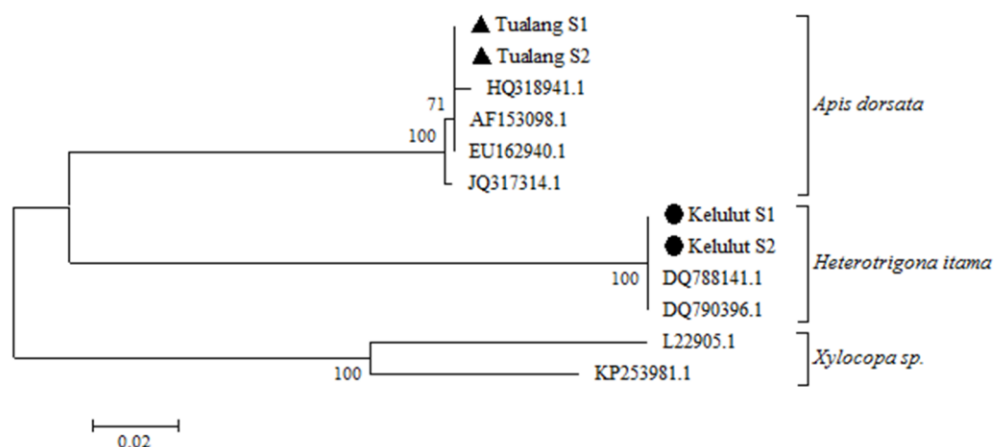 Tualang S1
Tualang S2
HQ318941.1
71
AF153098.1
Apis dorsata
100
EU162940.1
JQ317314.1
Kelulut S1
Kelulut S2
Heterotrigona itama
100
DQ788141.1
DQ790396.1
L22905.1
Xylocopa sp.
100
KP253981.1
0.02